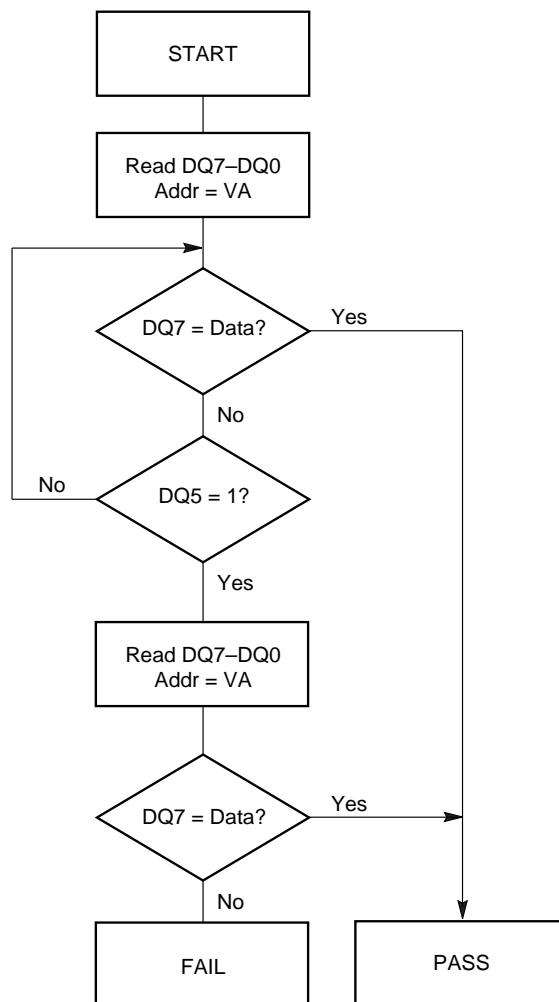 START
Read DQ7–DQ0
Addr = VA
DQ7 = Data?
Yes
No
No
DQ5 = 1?
Yes
Read DQ7–DQ0
Addr = VA
DQ7 = Data?
Yes
No
FAIL
PASS